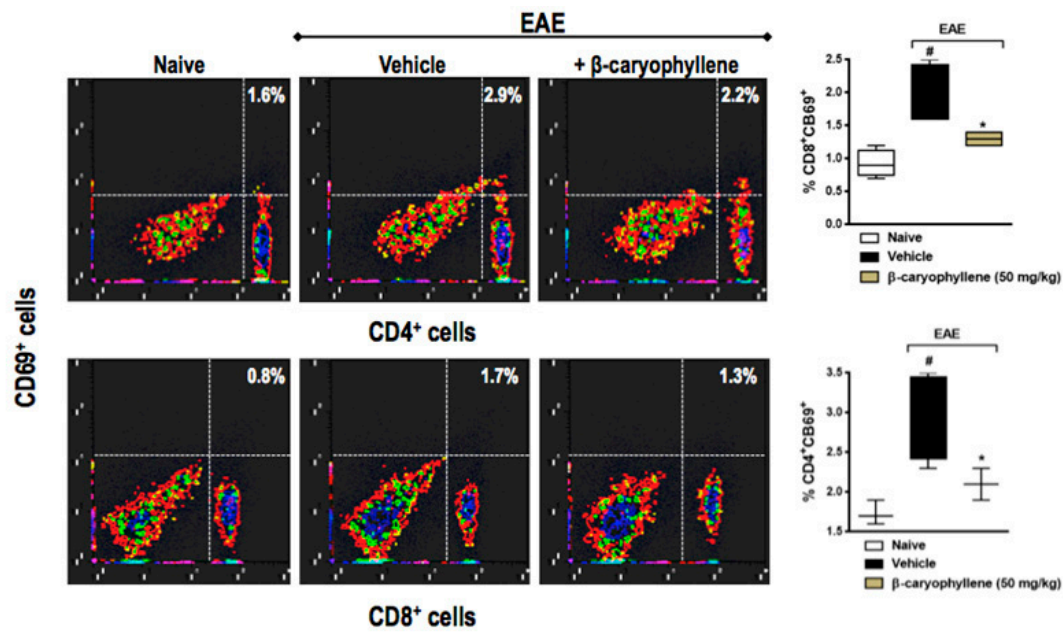 EAE
Naive
Vehicle
+ β-caryophyllene
1.6%
2.9%
2.2%
CD69⁺ cells
CD4⁺ cells
0.8%
1.7%
1.3%
CD8⁺ cells
EAE
#
*
% CD8⁺CB69⁺
2.5
2.0
1.5
1.0
0.5
0.0
Naive
Vehicle
β-caryophyllene (50 mg/kg)
EAE
#
*
% CD4⁺CB69⁺
3.5
3.0
2.5
2.0
1.5
Naive
Vehicle
β-caryophyllene (50 mg/kg)